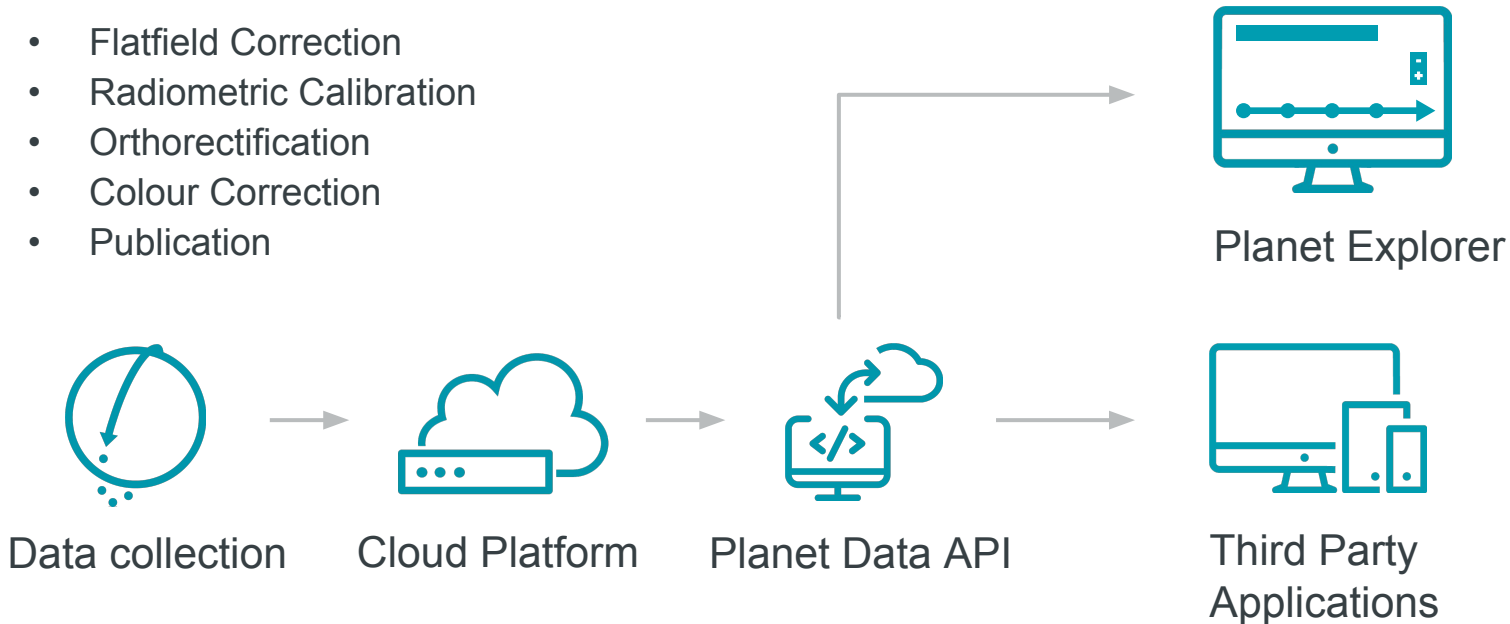 • Flatfield Correction
• Radiometric Calibration
• Orthorectification
• Colour Correction
• Publication
Planet Explorer
Data collection
Cloud Platform
Planet Data API
</>
Third Party
Applications